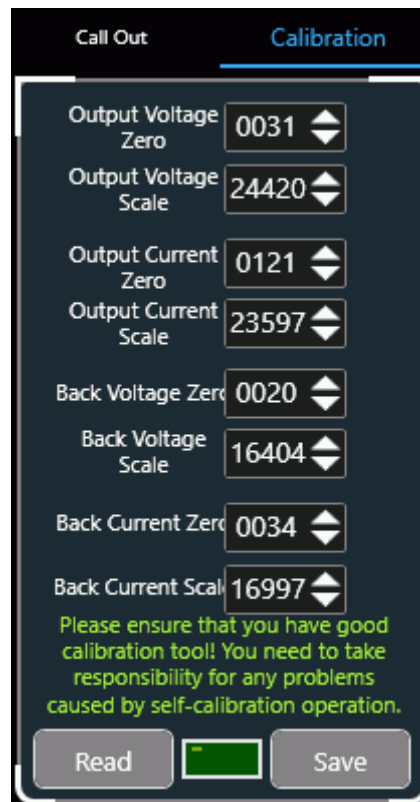 Call Out Calibration
Output Voltage
Zero
0031
Output Voltage
Scale
24420
Output Current
Zero
0121
Output Current
Scale
23597
Back Voltage Zero 0020
Back Voltage
Scale
16404
Back Current Zero 0034
Back Current Scal 16997
Please ensure that you have good
calibration tool! You need to take
responsibility for any problems
caused by self-calibration operation.
Read Save